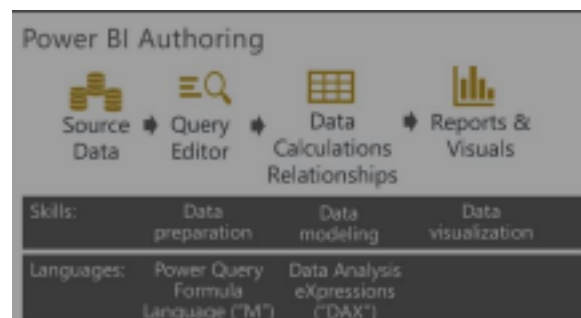 Power BI Authoring
Source Data
Query Editor
Data Calculations Relationships
Reports & Visuals
Skills: Data preparation Data modeling Data visualization
Languages: Power Query Formula Language ("M") Data Analysis eXpressions ("DAX")